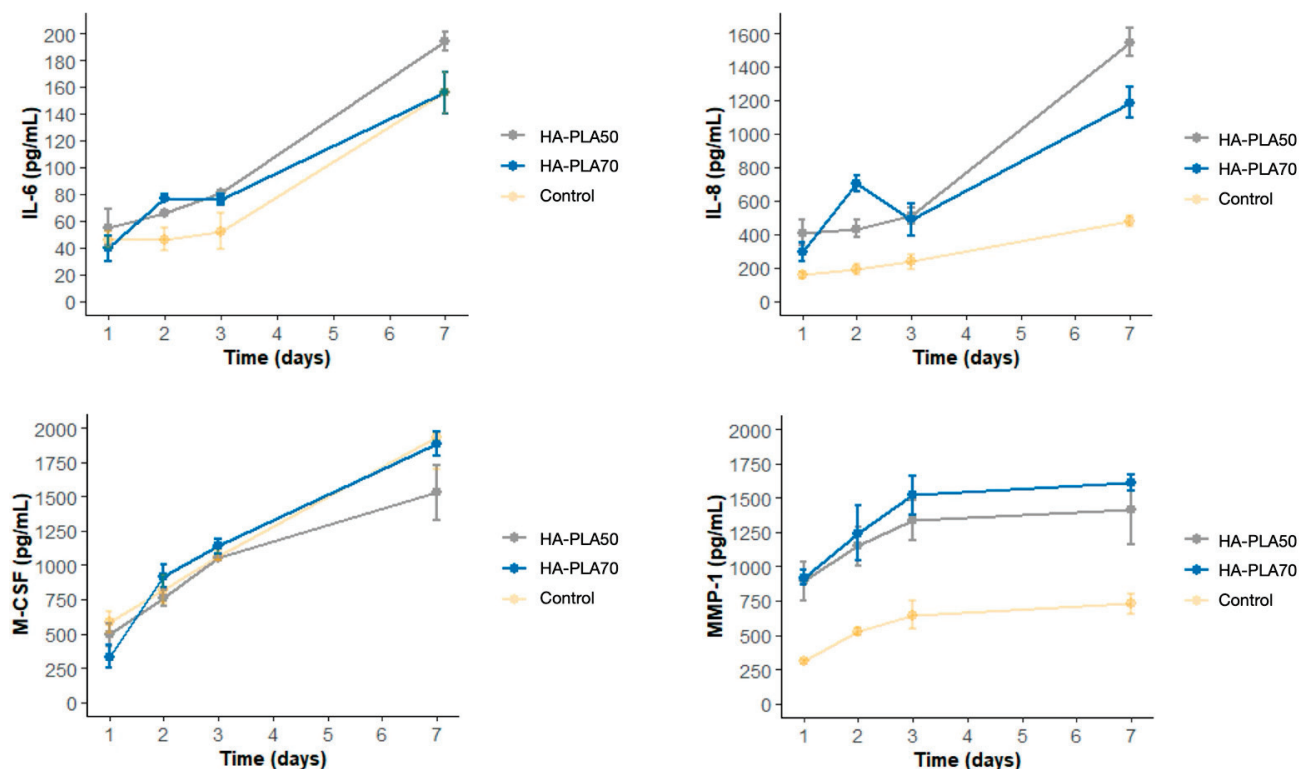 IL-6 (pg/mL)
200
180
160
140
120
100
80
60
40
20
0
1 2 3 4 5 6 7
Time (days)
HA-PLA50
HA-PLA70
Control
IL-8 (pg/mL)
1600
1400
1200
1000
800
600
400
200
0
1 2 3 4 5 6 7
Time (days)
HA-PLA50
HA-PLA70
Control
M-CSF (pg/mL)
2000
1750
1500
1250
1000
750
500
250
0
1 2 3 4 5 6 7
Time (days)
HA-PLA50
HA-PLA70
Control
MMP-1 (pg/mL)
2000
1750
1500
1250
1000
750
500
250
0
1 2 3 4 5 6 7
Time (days)
HA-PLA50
HA-PLA70
Control